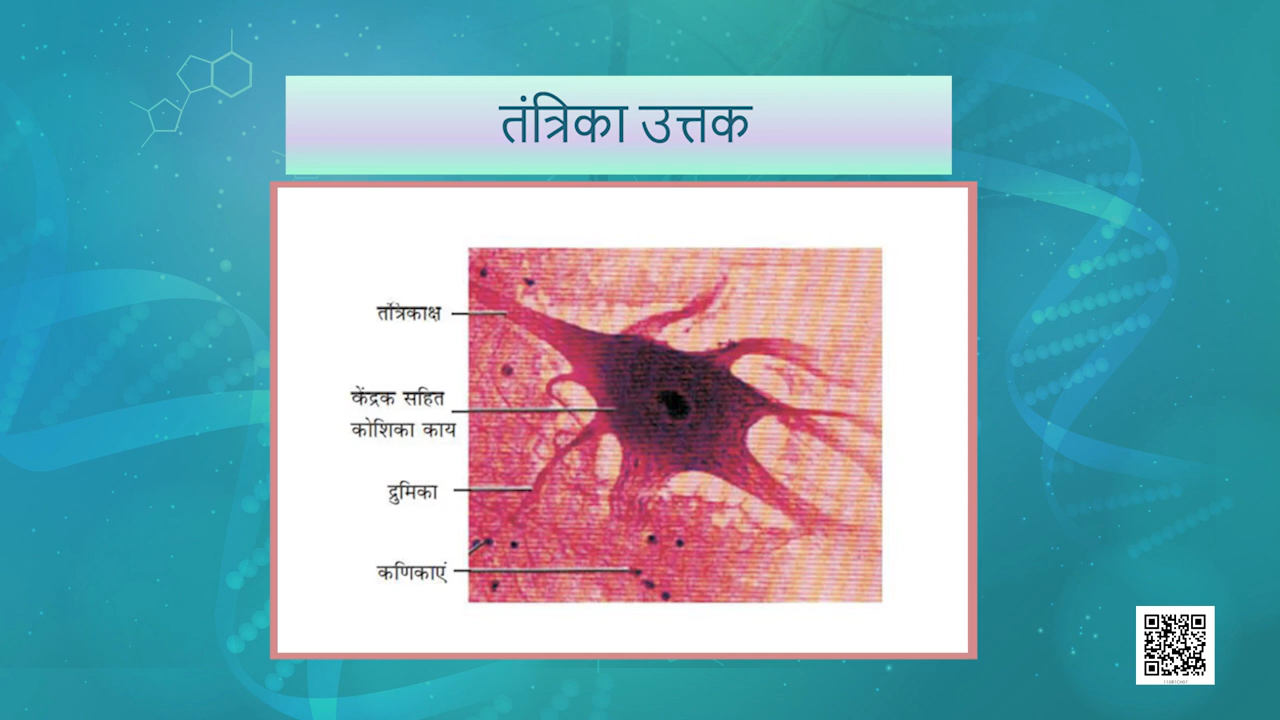 तंत्रिका उत्तक
तंत्रिकाक्ष
केंद्रक सहित
कोशिका काय
द्रुमिका
कणिकाएं